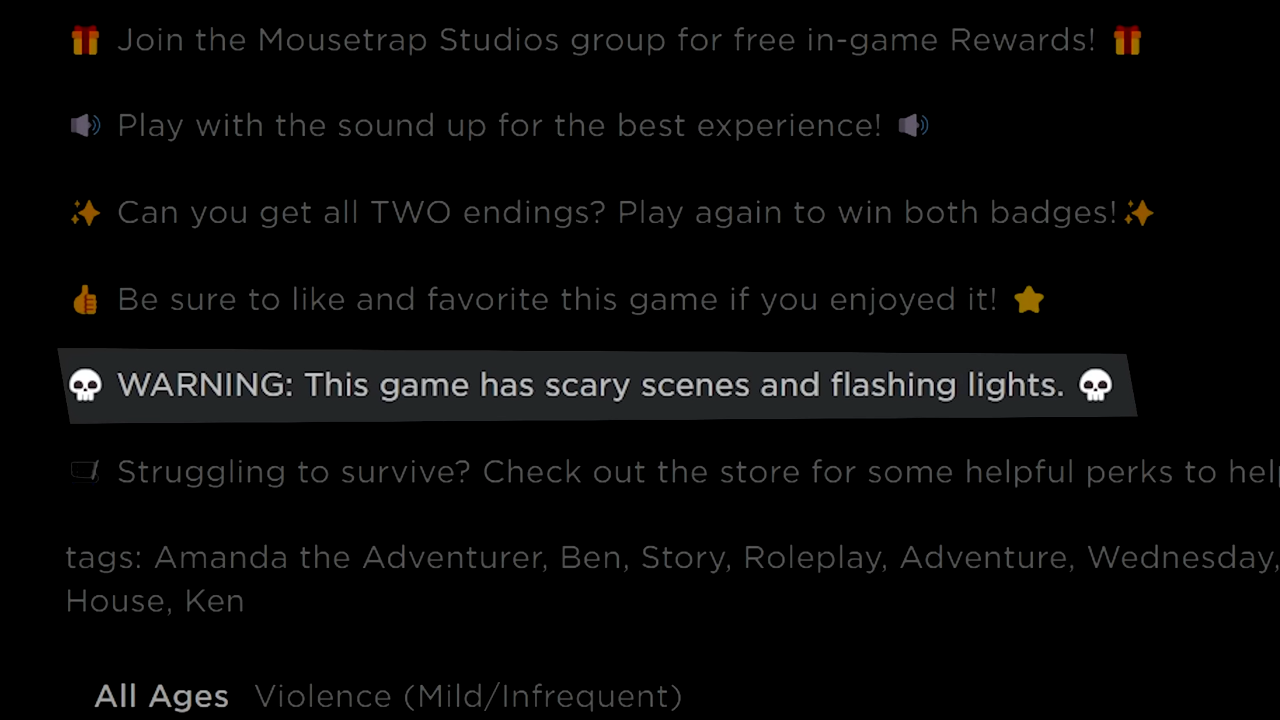 🎁 Join the Mousetrap Studios group for free in-game Rewards! 🎁
🔊 Play with the sound up for the best experience! 🔊
✨ Can you get all TWO endings? Play again to win both badges!✨
👍 Be sure to like and favorite this game if you enjoyed it! ⭐
💀 WARNING: This game has scary scenes and flashing lights. 💀
Struggling to survive? Check out the store for some helpful perks to
tags: Amanda the Adventurer, Ben, Story, Roleplay, Adventure, Wednesday,
House, Ken
All Ages Violence (Mild/Infrequent)